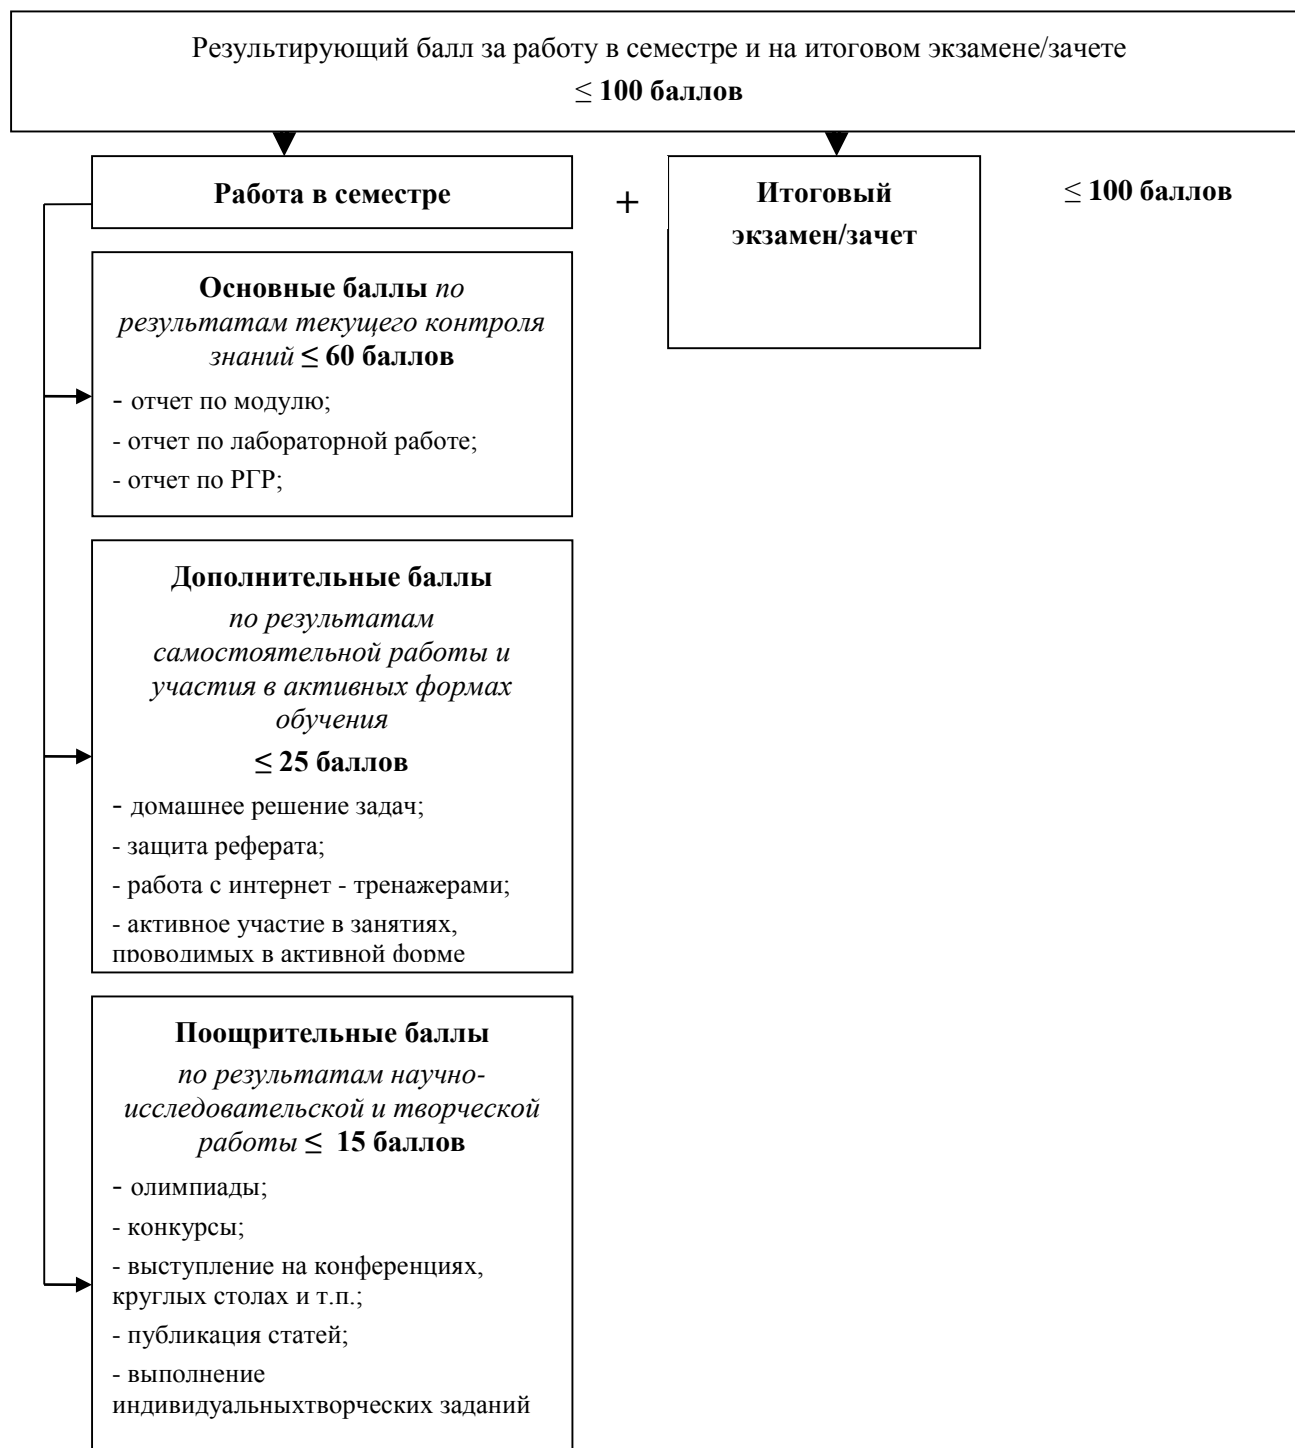 Результирующий балл за работу в семестре и на итоговом экзамене/зачете
≤ 100 баллов
Работа в семестре
+
Итоговый
экзамен/зачет
≤ 100 баллов
Основные баллы по
результатам текущего контроля
знаний ≤ 60 баллов
- отчет по модулю;
- отчет по лабораторной работе;
- отчет по РГР;
Дополнительные баллы
по результатам
самостоятельной работы и
участия в активных формах
обучения
≤ 25 баллов
- домашнее решение задач;
- защита реферата;
- работа с интернет - тренажерами;
- активное участие в занятиях,
проводимых в активной форме
Поощрительные баллы
по результатам научно-
исследовательской и творческой
работы ≤ 15 баллов
- олимпиады;
- конкурсы;
- выступление на конференциях,
круглых столах и т.п.;
- публикация статей;
- выполнение
индивидуальныхтворческих заданий